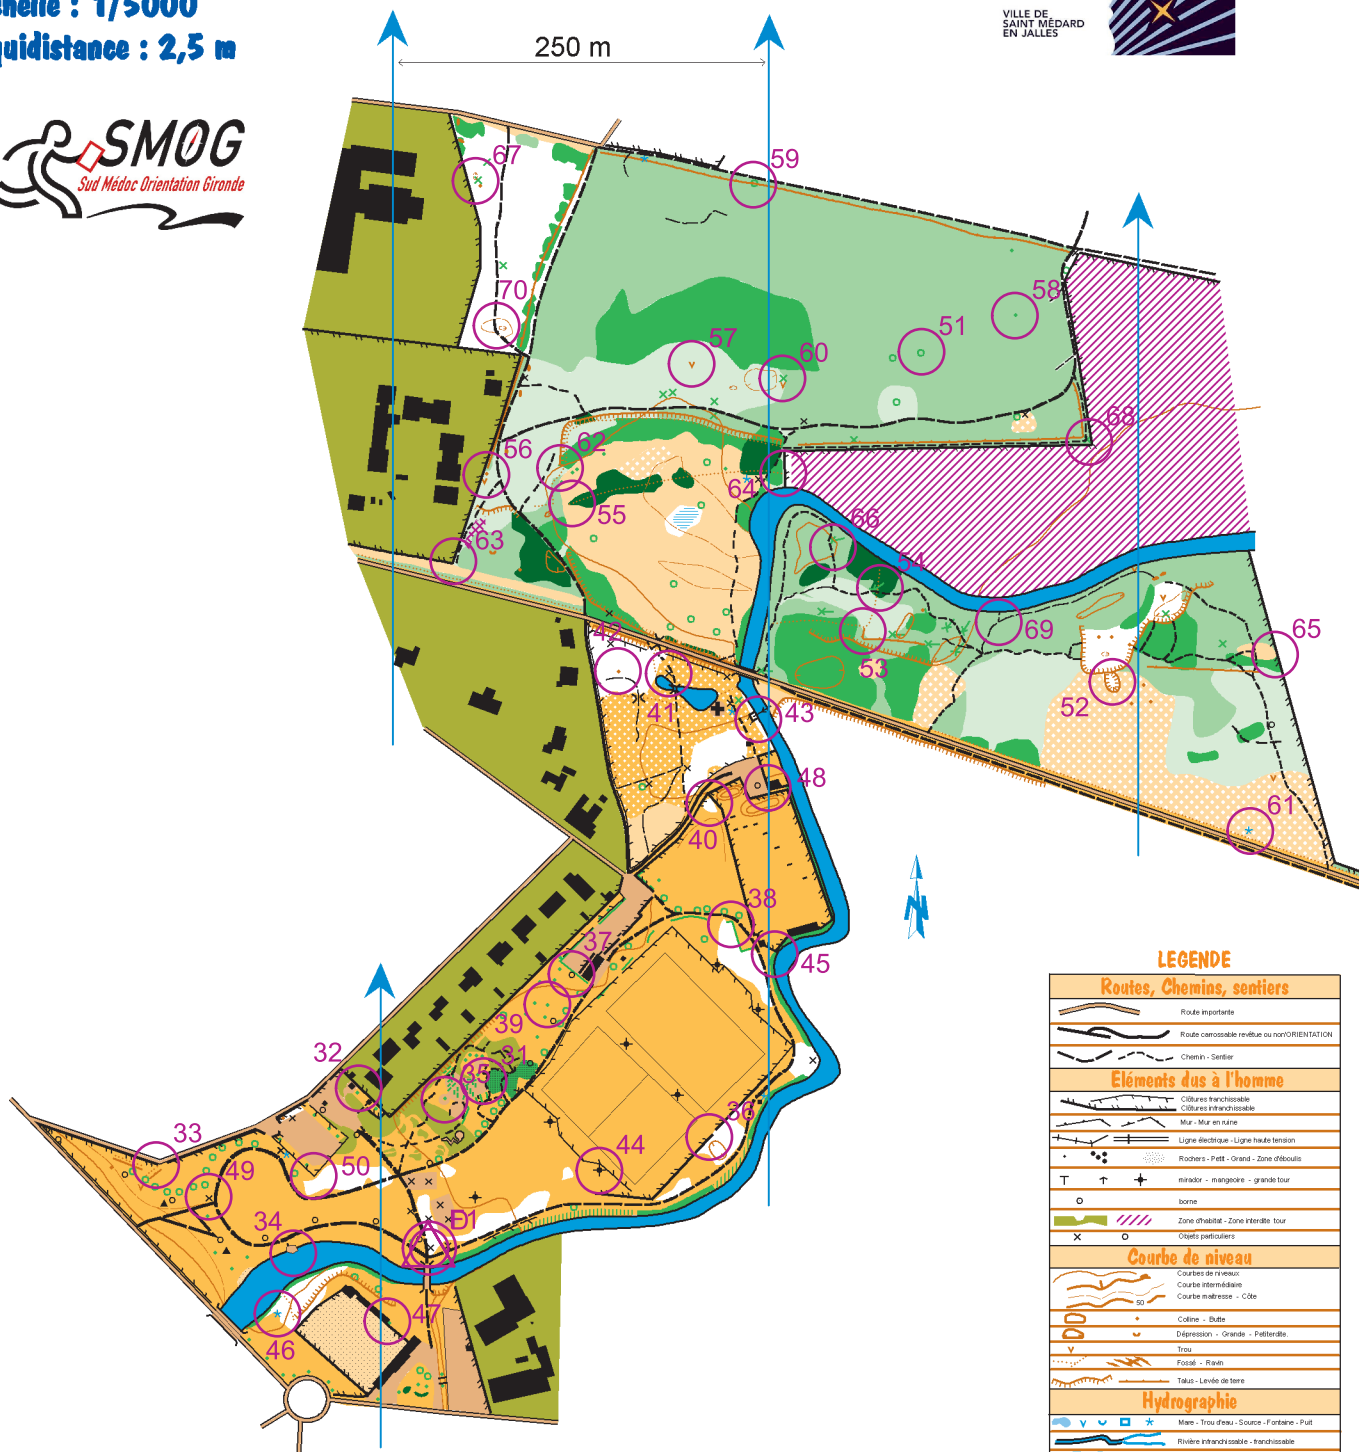 : 1/5000
quidistance : 2,5 m
250 m
VILLE DE
SAINT MÉDARD
EN JALLES
SMOG
Sud Médoc Orientation Gironde
67
59
70
58
51
57
60
68
56
62
64
55
66
63
54
42
69
65
53
52
41
43
48
61
40
38
37
45
39
32
31
35
36
33
44
50
49
34
D1
47
46
N
LEGENDE
Routes, Chemins, sentiers
Route importante
Route carrossable revêtue ou non'ORIENTATION
Chemin - Sentier
Eléments dus à l'homme
Clôtures franchissable
Clôtures infranchissable
Mur - Mur en ruine
Ligne électrique - Ligne haute tension
Rochers - Petit - Grand - Zone d'éboulis
mirador - mangeoire - grande tour
borne
Zone d'habitat - Zone interdite tour
Objets particuliers
Courbe de niveau
Courbes de niveaux
Courbe intermédiaire
Courbe maîtresse - Côte
50
Colline - Butte
Dépression - Grande - Petiterdite.
Trou
Fossé - Ravin
Talus - Levée de terre
Hydrographie
Mare - Trou d'eau - Source - Fontaine - Puit
Rivière infranchissable - franchissable